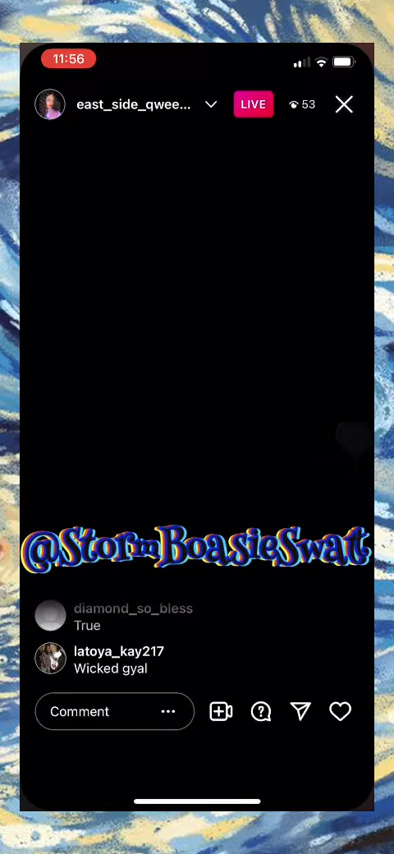 11:56
east_side_qwee...
LIVE
53
@StormBoasieSwatt
diamond_so_bless
True
latoya_kay217
Wicked gyal
Comment